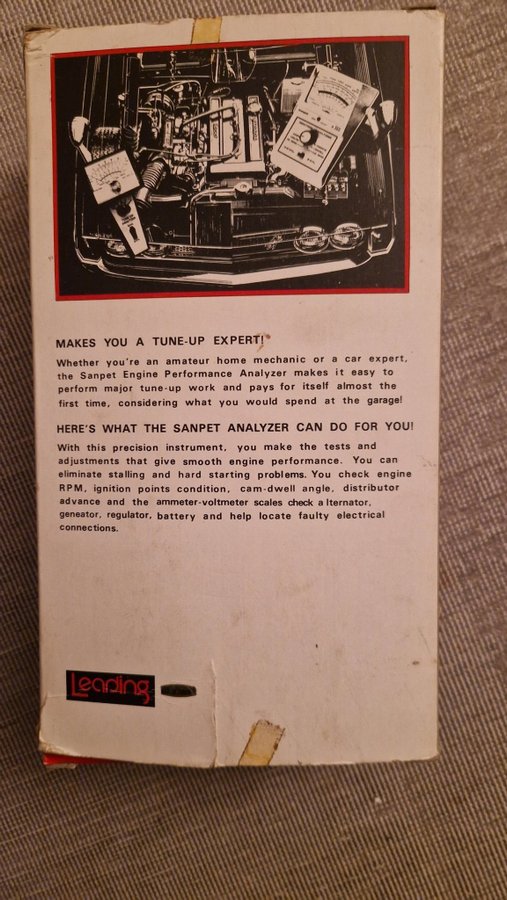 MAKES YOU A TUNE-UP EXPERT!
Whether you're an amateur home mechanic or a car expert,
the Sanpet Engine Performance Analyzer makes it easy to
perform major tune-up work and pays for itself almost the
first time, considering what you would spend at the garage!
HERE'S WHAT THE SANPET ANALYZER CAN DO FOR YOU!
With this precision instrument, you make the tests and
adjustments that give smooth engine performance. You can
eliminate stalling and hard starting problems. You check engine
RPM, ignition points condition, cam-dwell angle, distributor
advance and the ammeter-voltmeter scales check a lternator,
geneator, regulator, battery and help locate faulty electrical
connections.
Leading